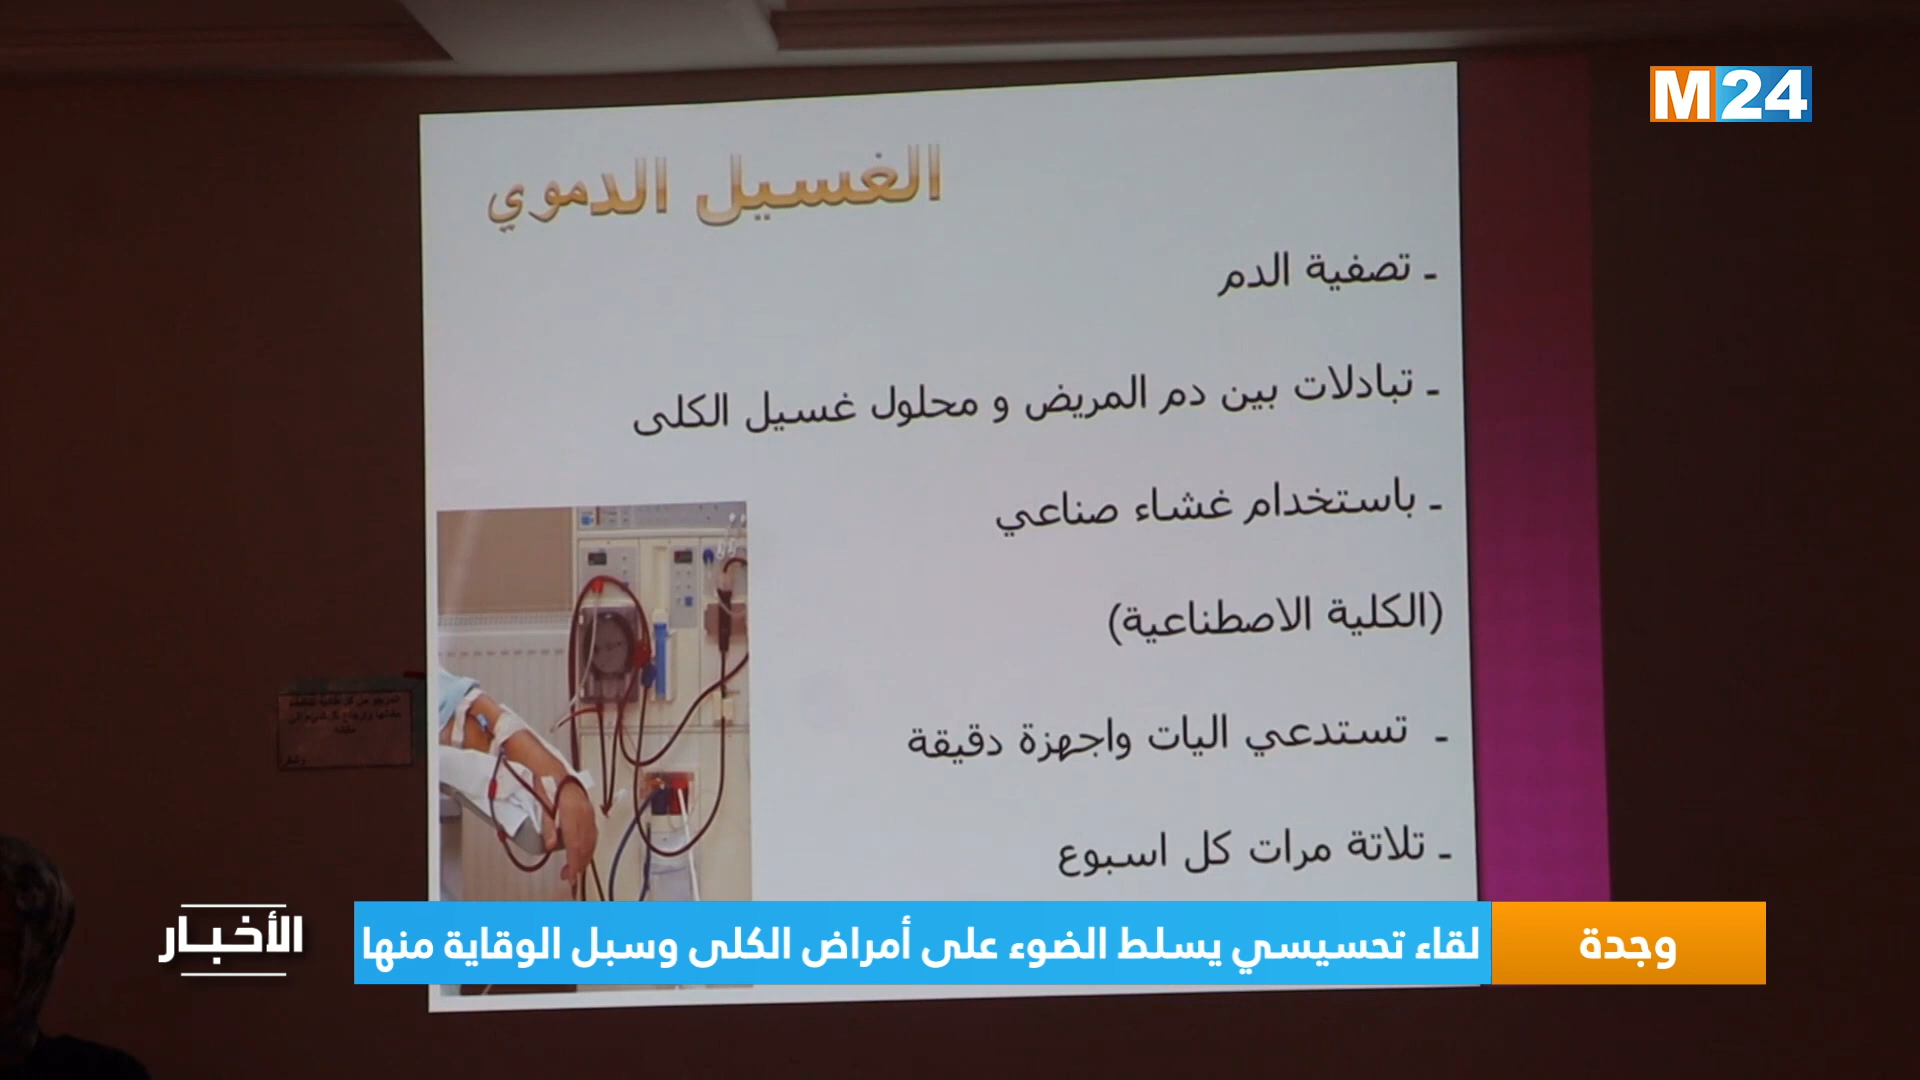 M24
الغسيل الدموي
ـ تصفية الدم
ـ تبادلات بين دم المريض و محلول غسيل الكلى
ـ باستخدام غشاء صناعي
(الكلية الاصطناعية)
ـ تستدعي اليات واجهزة دقيقة
ـ تلاتة مرات كل اسبوع
وجدة
لقاء تحسيسي يسلط الضوء على أمراض الكلى وسبل الوقاية منها
الأخبار